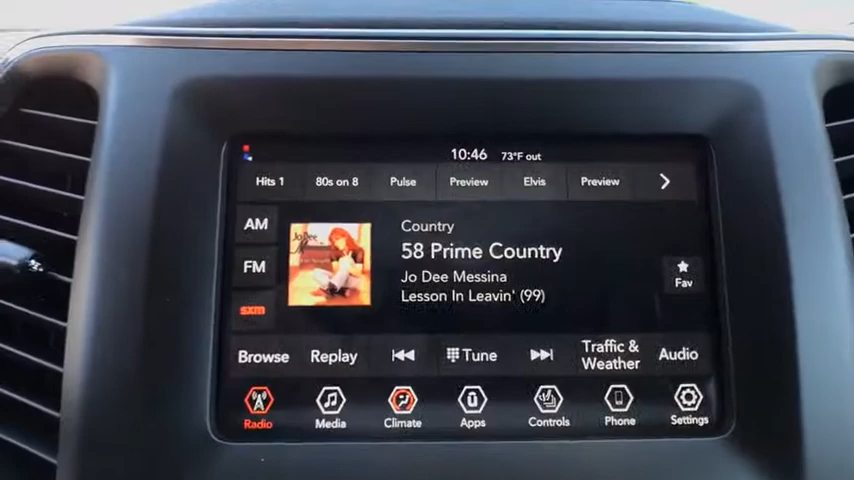 10:46 73°F out
Hits 1 80s on 8 Pulse Preview Elvis Preview
AM
FM
sxm
Jo Dee
Country
58 Prime Country
Jo Dee Messina
Lesson In Leavin' (99)
Fav
Browse Replay Tune Traffic & Weather Audio
Radio Media Climate Apps Controls Phone Settings